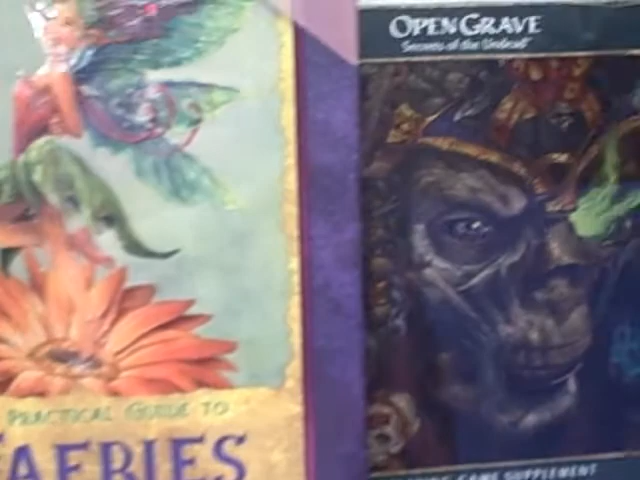 PRACTICAL GUIDE TO
FAERIES
OPEN GRAVE
Secrets of the Undead
GAME SUPPLEMENT